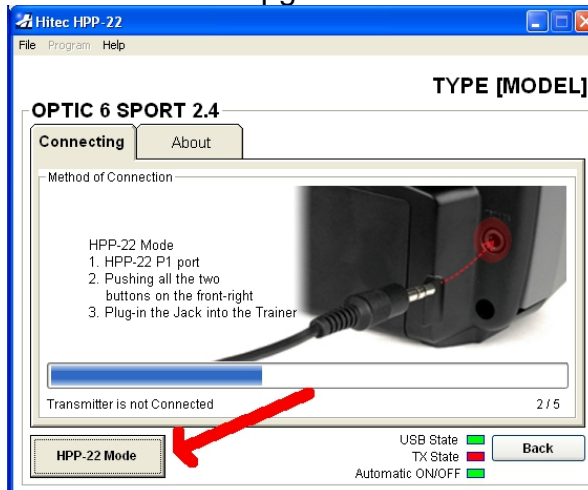 Hitec HPP-22
File Program Help
TYPE [MODEL]
OPTIC 6 SPORT 2.4
Connecting About
Method of Connection
HPP-22 Mode
1. HPP-22 P1 port
2. Pushing all the two
buttons on the front-right
3. Plug-in the Jack into the Trainer
Transmitter is not Connected 2 / 5
HPP-22 Mode
USB State
TX State
Automatic ON/OFF
Back